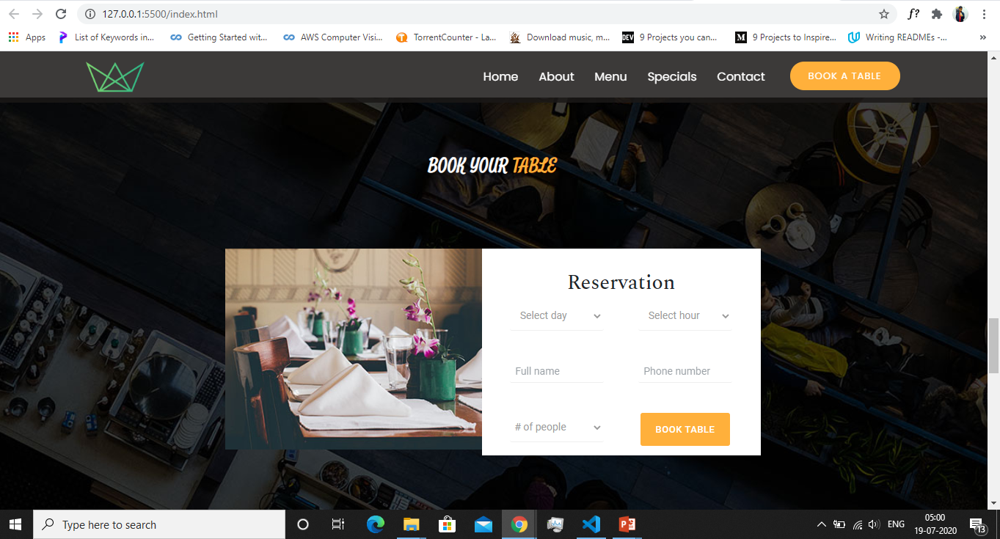 127.0.0.1:5500/index.html
f?
Apps List of Keywords in... Getting Started wit... AWS Computer Visi... TorrentCounter - La... Download music, m... DEV 9 Projects you can... M 9 Projects to Inspire... Writing READMEs -... »
Home About Menu Specials Contact BOOK A TABLE
BOOK YOUR TABLE
Reservation
Select day Select hour
Full name Phone number
# of people BOOK TABLE
Type here to search
ENG
05:00
19-07-2020
13